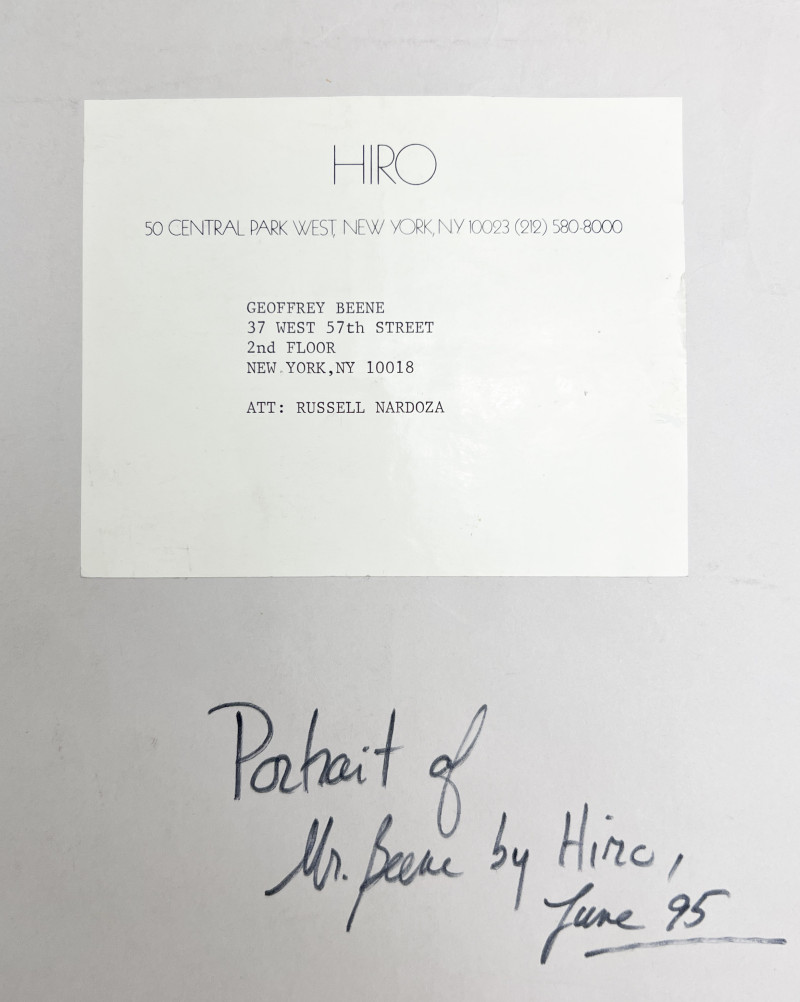 HIRO
50 CENTRAL PARK WEST, NEW YORK, NY 10023 (212) 580-8000
GEOFFREY BEENE
37 WEST 57th STREET
2nd FLOOR
NEW YORK,NY 10018
ATT: RUSSELL NARDOZA
Portrait of
Mr. Beene by Hiro,
June 95